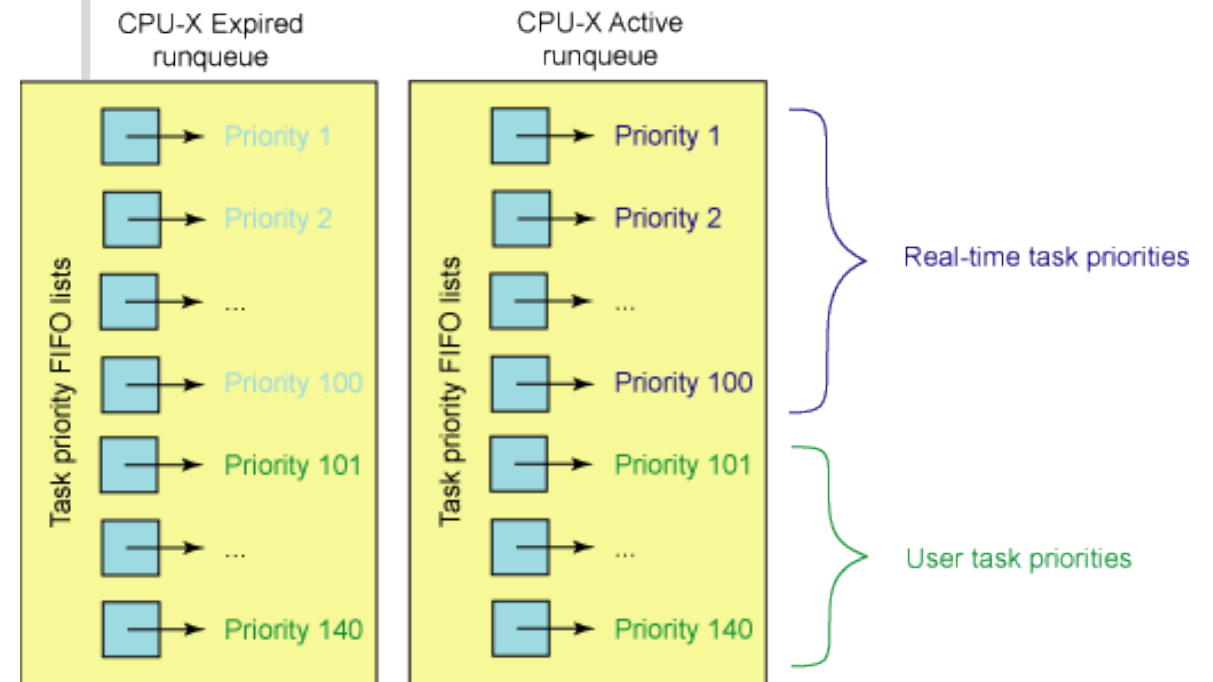 CPU-X Expired
runqueue
Task priority FIFO lists
Priority 1
Priority 2
...
Priority 100
Priority 101
...
Priority 140
CPU-X Active
runqueue
Task priority FIFO lists
Priority 1
Priority 2
...
Priority 100
Priority 101
...
Priority 140
Real-time task priorities
User task priorities